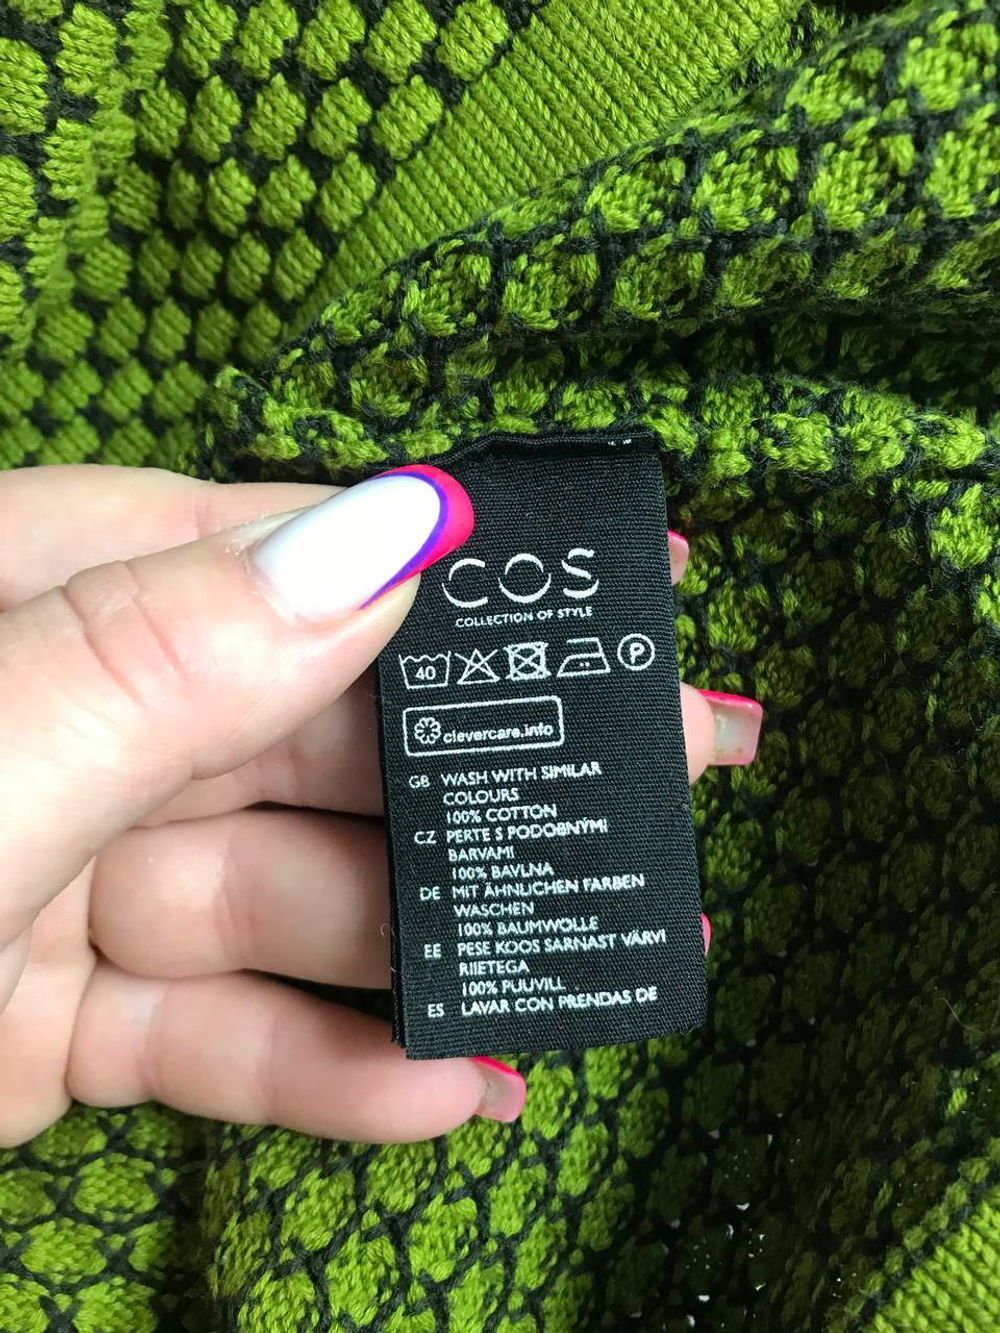 COS
COLLECTION OF STYLE
40
P
clevercare.info
GB WASH WITH SIMILAR
COLOURS
100% COTTON
CZ PERTE S PODOBNÝMI
BARVAMI
100% BAVLNA
DE MIT ÄHNLICHEN FARBEN
WASCHEN
100% BAUMWOLLE
EE PESE KOOS SARNAST VÄRVI
RIIETEGA
100% PUUVILL
ES LAVAR CON PRENDAS DE